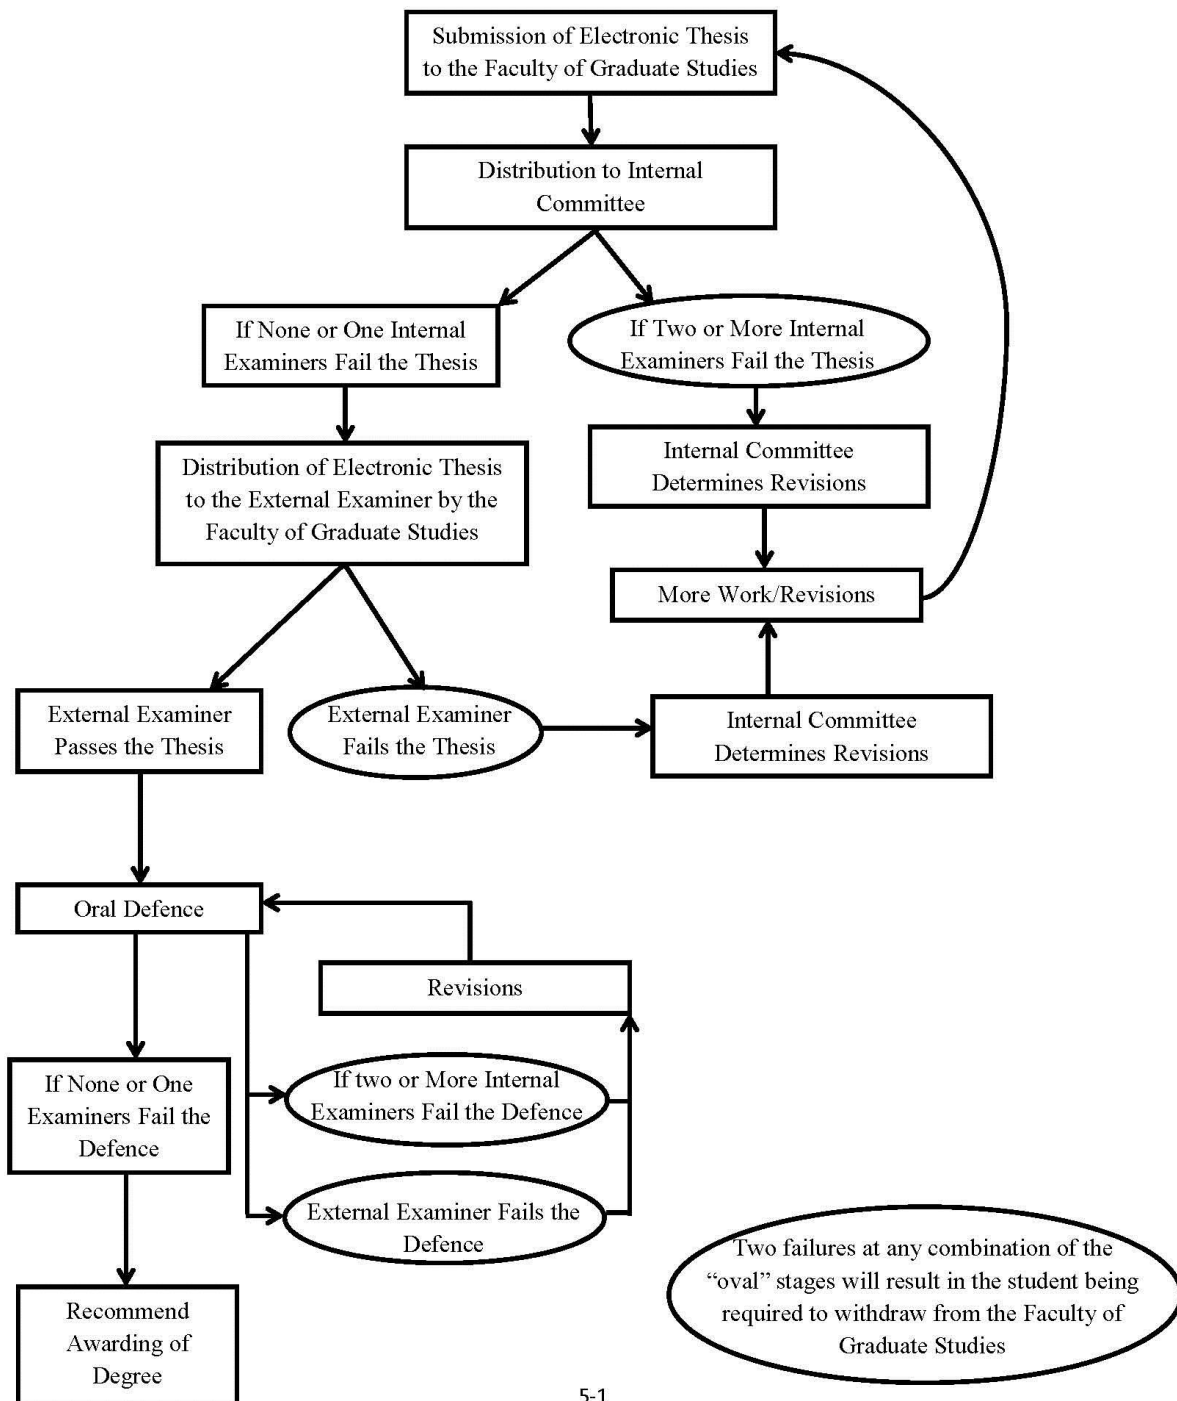 Submission of Electronic Thesis
to the Faculty of Graduate Studies
Distribution to Internal
Committee
If None or One Internal
Examiners Fail the Thesis
If Two or More Internal
Examiners Fail the Thesis
Distribution of Electronic Thesis
to the External Examiner by the
Faculty of Graduate Studies
Internal Committee
Determines Revisions
More Work/Revisions
External Examiner
Passes the Thesis
External Examiner
Fails the Thesis
Internal Committee
Determines Revisions
Oral Defence
Revisions
If None or One
Examiners Fail the
Defence
If two or More Internal
Examiners Fail the Defence
External Examiner Fails the
Defence
Recommend
Awarding of
Degree
Two failures at any combination of the
“oval” stages will result in the student being
required to withdraw from the Faculty of
Graduate Studies
5-1